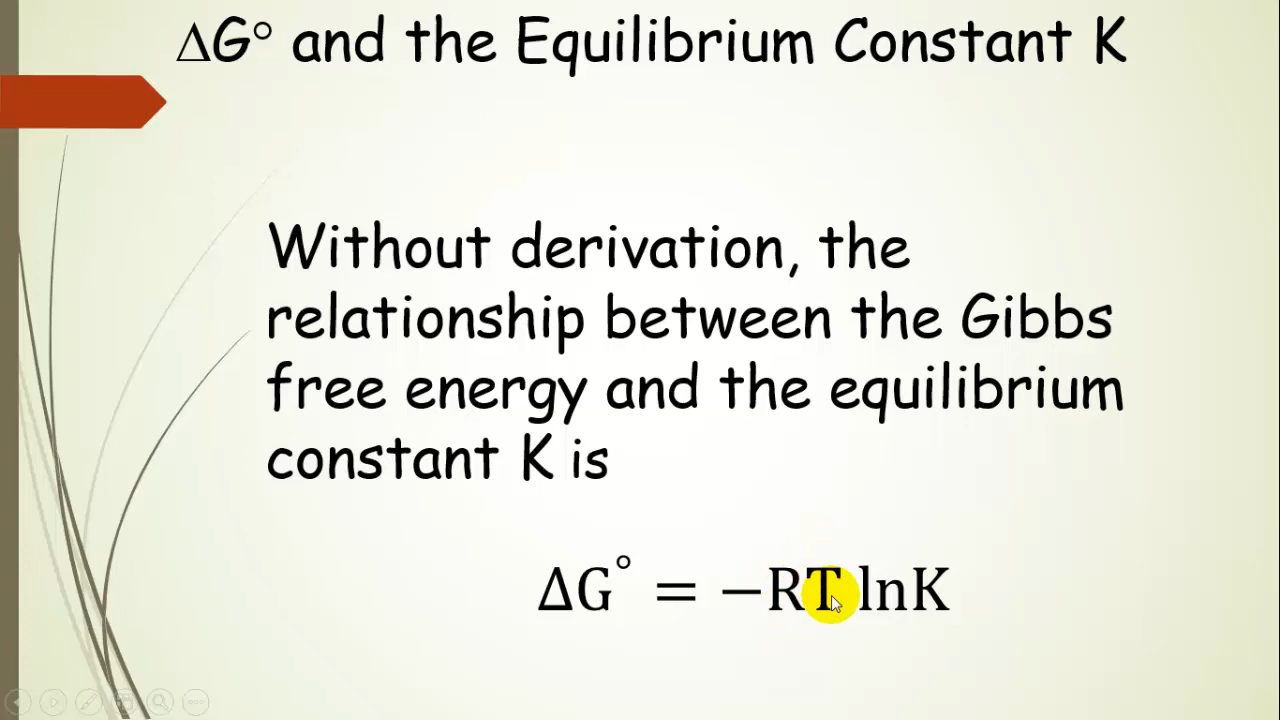 ΔG° and the Equilibrium Constant K
Without derivation, the
relationship between the Gibbs
free energy and the equilibrium
constant K is
ΔG° = −RT lnK